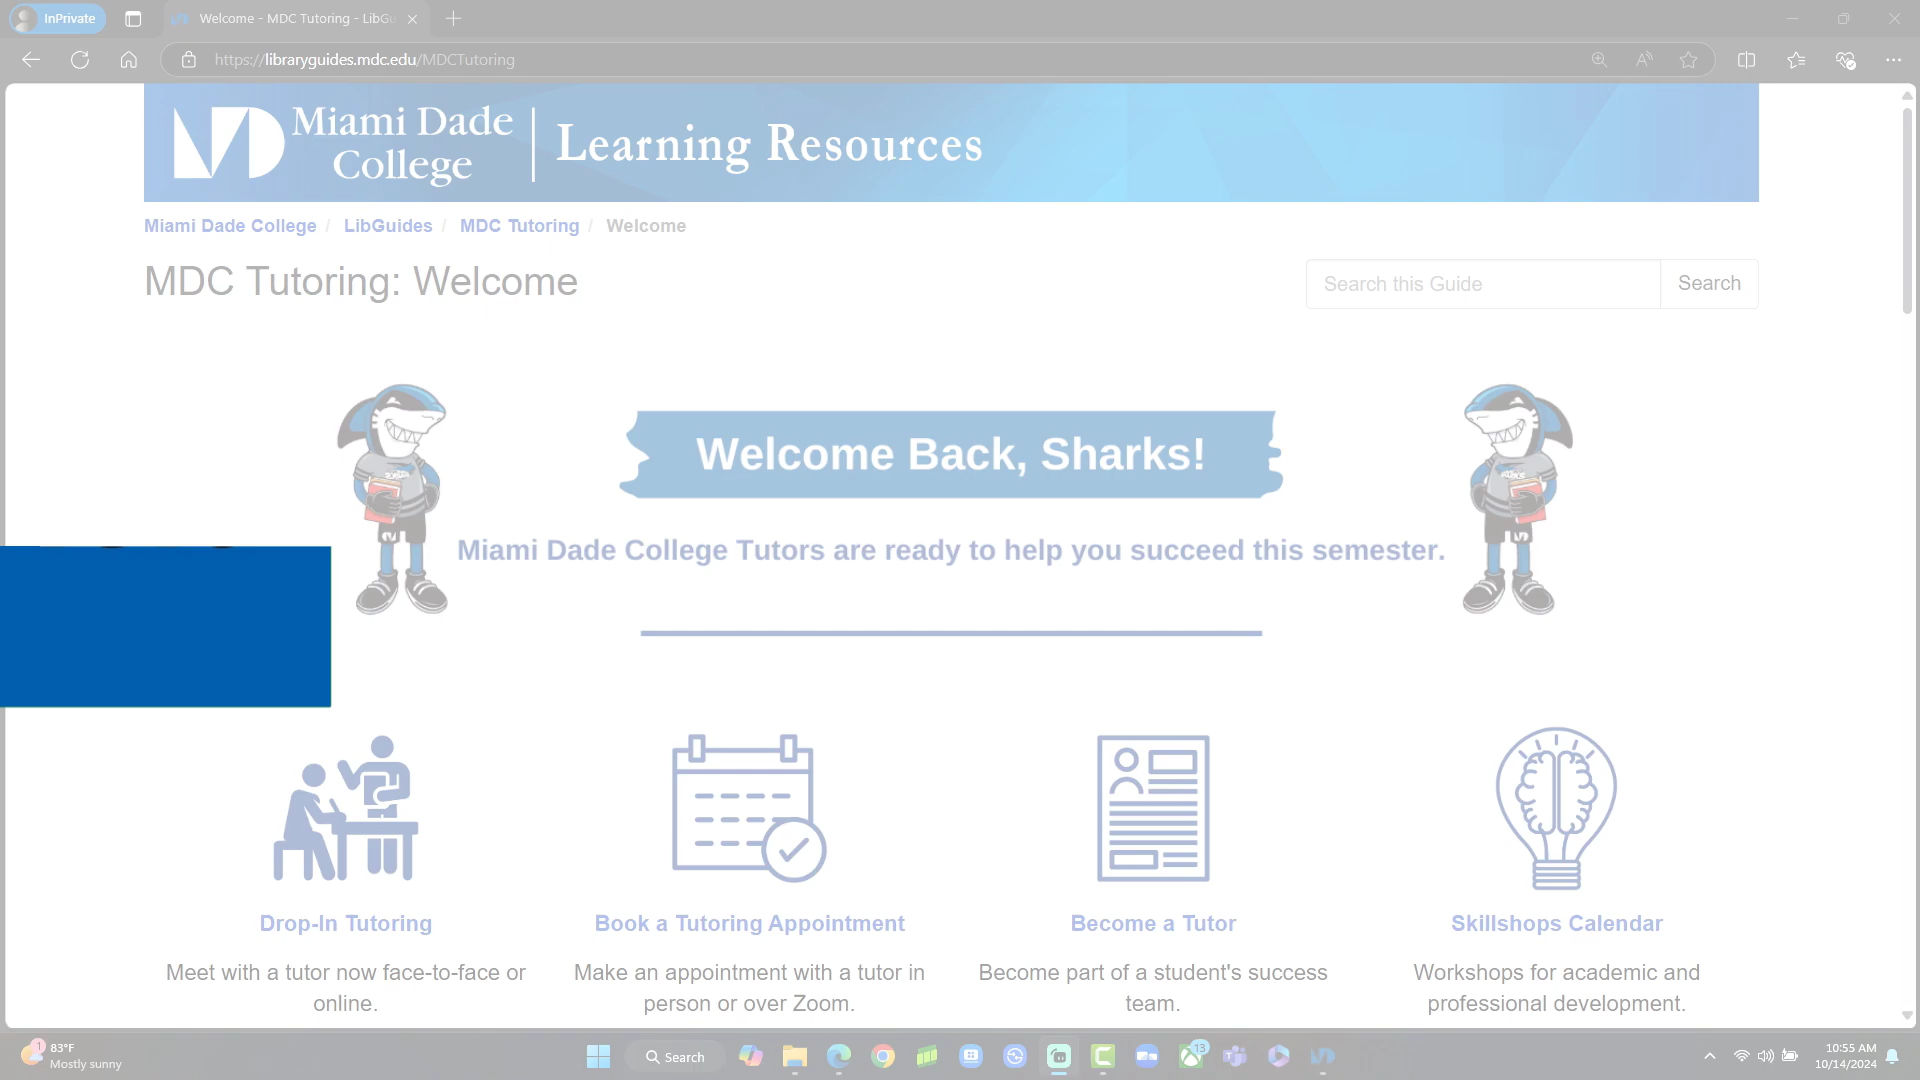 InPrivate
Welcome - MDC Tutoring - LibGu
https://libraryguides.mdc.edu/MDCTutoring
Miami Dade
College
Learning Resources
Miami Dade College / LibGuides / MDC Tutoring / Welcome
MDC Tutoring: Welcome
Search this Guide
Search
Welcome Back, Sharks!
Miami Dade College Tutors are ready to help you succeed this semester.
Drop-In Tutoring
Book a Tutoring Appointment
Become a Tutor
Skillshops Calendar
Meet with a tutor now face-to-face or
online.
Make an appointment with a tutor in
person or over Zoom.
Become part of a student's success
team.
Workshops for academic and
professional development.
1
83°F
Mostly sunny
Search
13
10:55 AM
10/14/2024